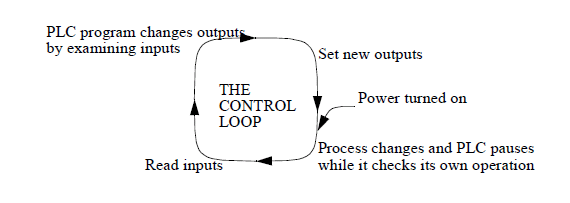 PLC program changes outputs
by examining inputs
Set new outputs
THE
CONTROL
LOOP
Power turned on
Process changes and PLC pauses
while it checks its own operation
Read inputs